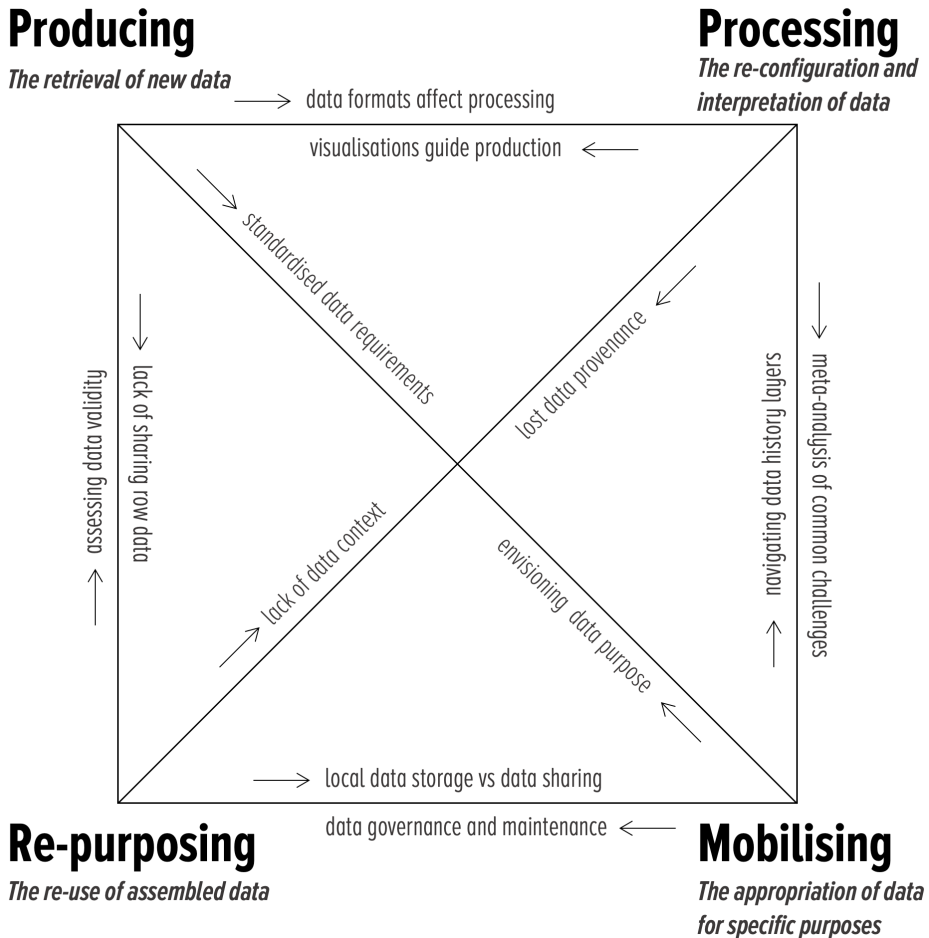 Producing
The retrieval of new data
Processing
The re-configuration and
interpretation of data
data formats affect processing
visualisations guide production
standardised data requirements
lost data provenance
assessing data validity
lack of sharing row data
navigating data history layers
meta-analysis of common challenges
lack of data context
envisioning data purpose
local data storage vs data sharing
data governance and maintenance
Re-purposing
The re-use of assembled data
Mobilising
The appropriation of data
for specific purposes